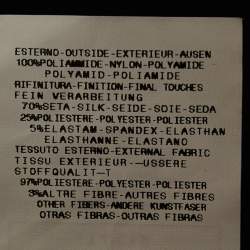 ESTERNO-OUTSIDE-EXTERIEUR-AUSEN
100%POLIAMMIDE-NYLON-POLYAMIDE
POLYAMID-POLIAMIDE
RIFINITURA-FINITION-FINAL TOUCHES
FEIN VERARBEITUNG
70%SETA-SILK-SEIDE-SOIE-SEDA
25%POLIESTERE-POLYESTER-POLIESTER
5%ELASTAM-SPANDEX-ELASTHAN
ELASTHANNE-ELASTANO
TESSUTO ESTERNO-EXTERNAL FABRIC
TISSU EXTERIEUR-—USSERE
STOFFQUALIT—T
97%POLIESTERE-POLYESTER-POLIESTER
3%ALTRE FIBRE-AUTRES FIBRES
OTHER FIBERS-ANDERE KUNSTFASER
OTRAS FIBRAS-OUTRAS FIBRAS